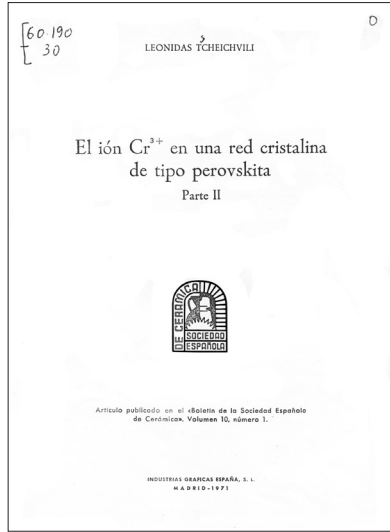 60.190
30
O
LEONIDAS TCHEICHVILI
El ión Cr³⁺ en una red cristalina
de tipo perovskita
Parte II
DE CERAMICA
SOCIEDAD
ESPAÑOLA
Artículo publicado en el «Boletín de la Sociedad Española
de Cerámica», Volumen 10, número 1.
INDUSTRIAS GRAFICAS ESPAÑA, S. L.
MADRID-1971